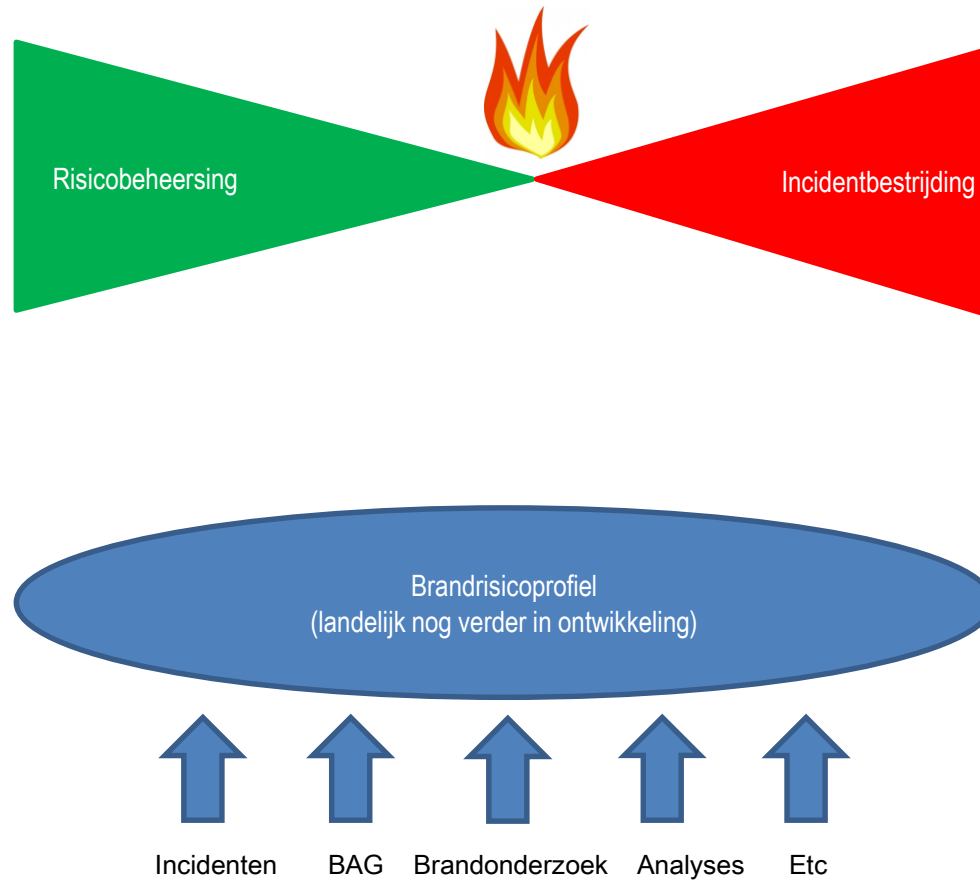 Risicobeheersing
Incidentbestrijding
Brandrisicoprofiel
(landelijk nog verder in ontwikkeling)
Incidenten BAG Brandonderzoek Analyses Etc